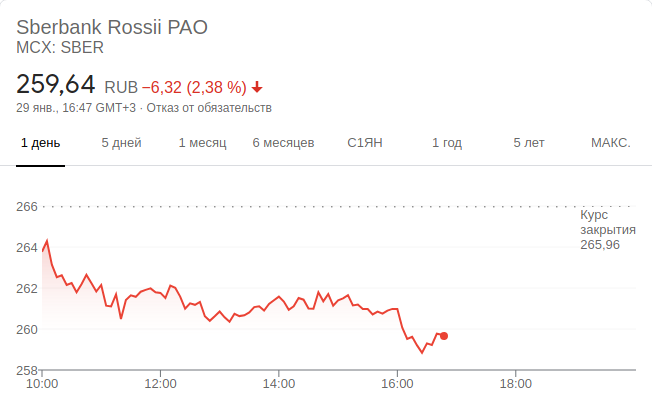 Sberbank Rossii PAO
MCX: SBER
259,64 RUB −6,32 (2,38 %)
29 янв., 16:47 GMT+3 · Отказ от обязательств
1 день 5 дней 1 месяц 6 месяцев С1ЯН 1 год 5 лет МАКС.
266
Курс
закрытия
265,96
264
262
260
258
10:00 12:00 14:00 16:00 18:00